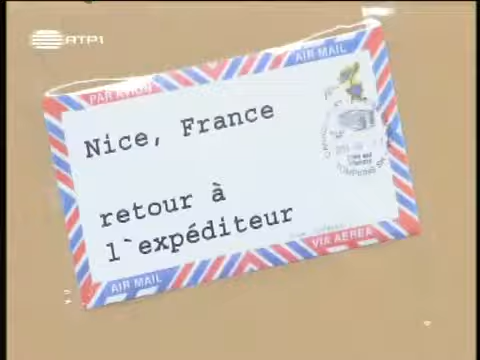 RTP1
AIR MAIL
PAR AVION
Nice, France
retour à
l`expéditeur
VIA AEREA
AIR MAIL